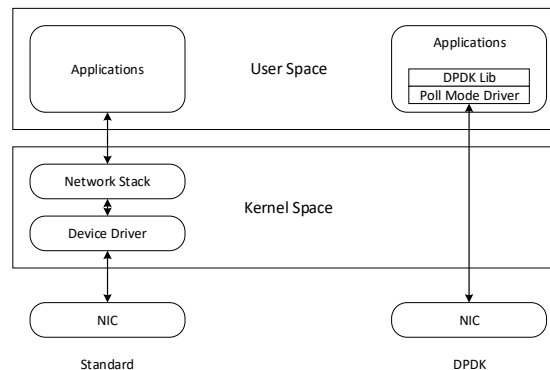 Applications
User Space
Applications
DPDK Lib
Poll Mode Driver
Network Stack
Kernel Space
Device Driver
NIC
NIC
Standard
DPDK